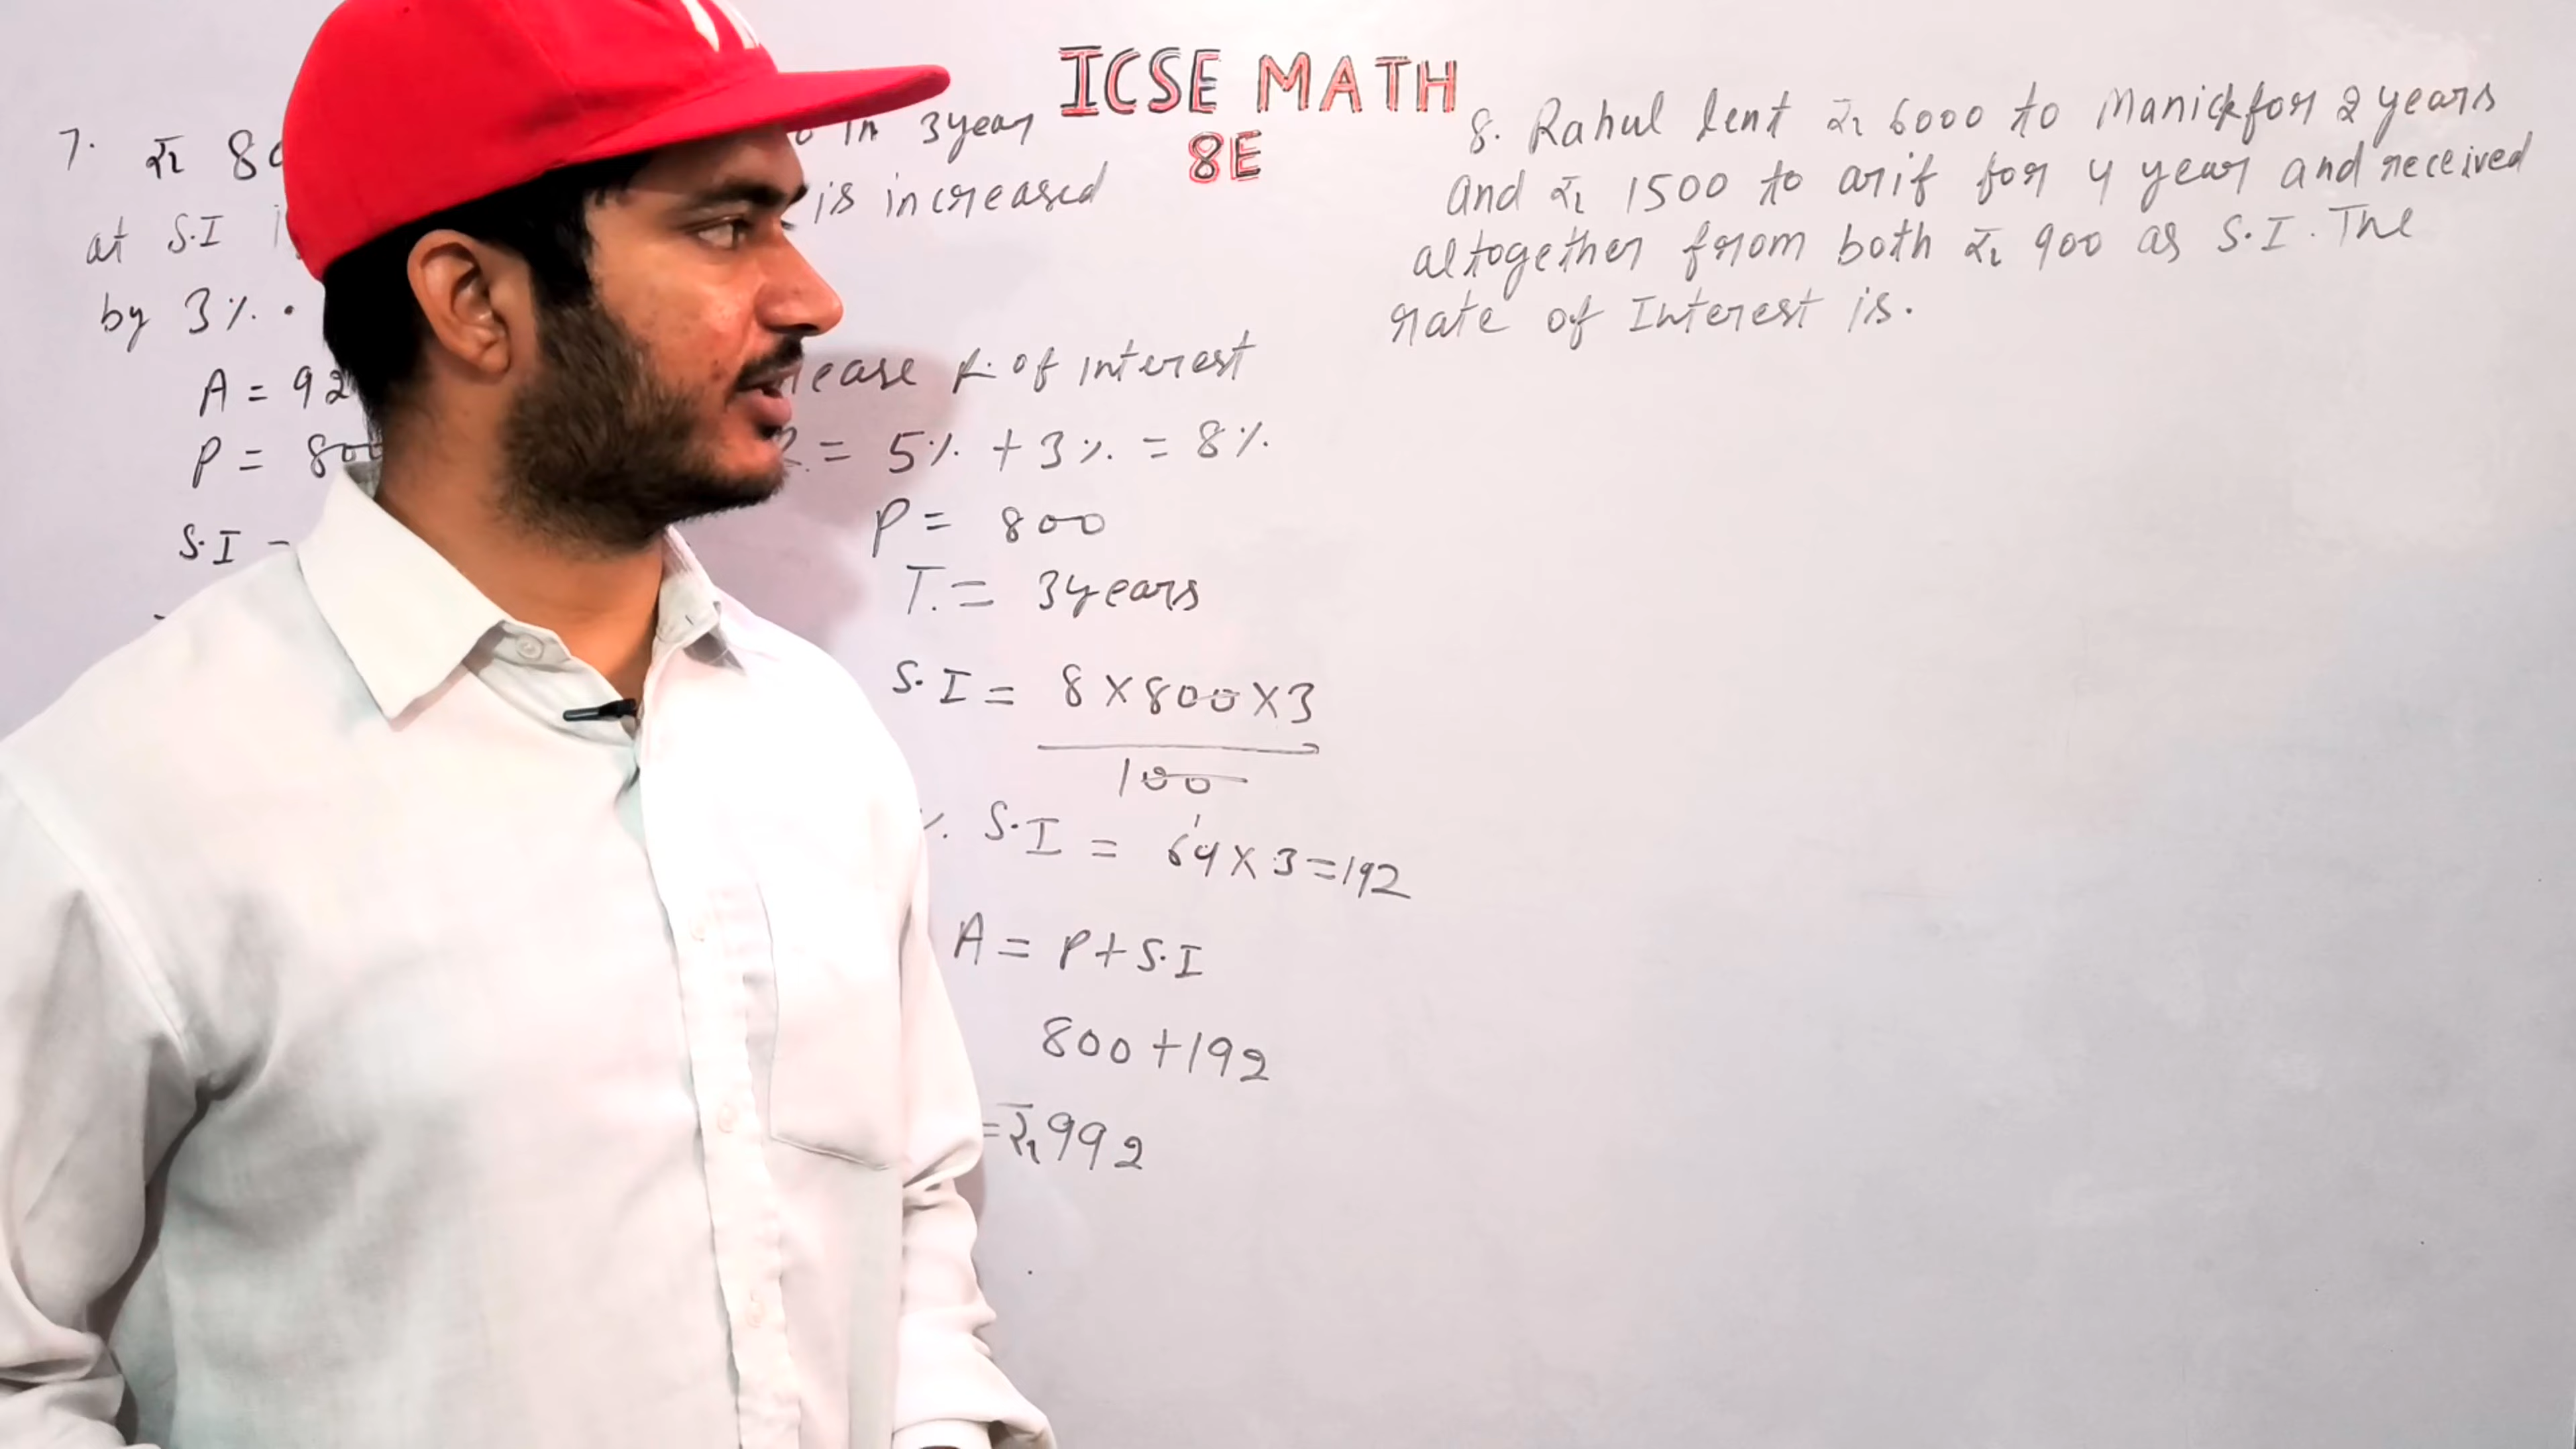 ICSE MATH
8E
7. ₹ 80 in 3year
at S.I is increased
by 3%.
A = 92
P = 800
S.I -
of interest
= 5% + 3% = 8%
P = 800
T. = 3years
S.I = 8 X 800 X 3
100
S.I = 64 X 3 = 192
A = P + S.I
800 + 192
= ₹ 992
8. Rahul lent ₹ 6000 to Manick for 2 years
and ₹ 1500 to arif for 4 year and received
altogether from both ₹ 900 as S.I. The
rate of Interest is.